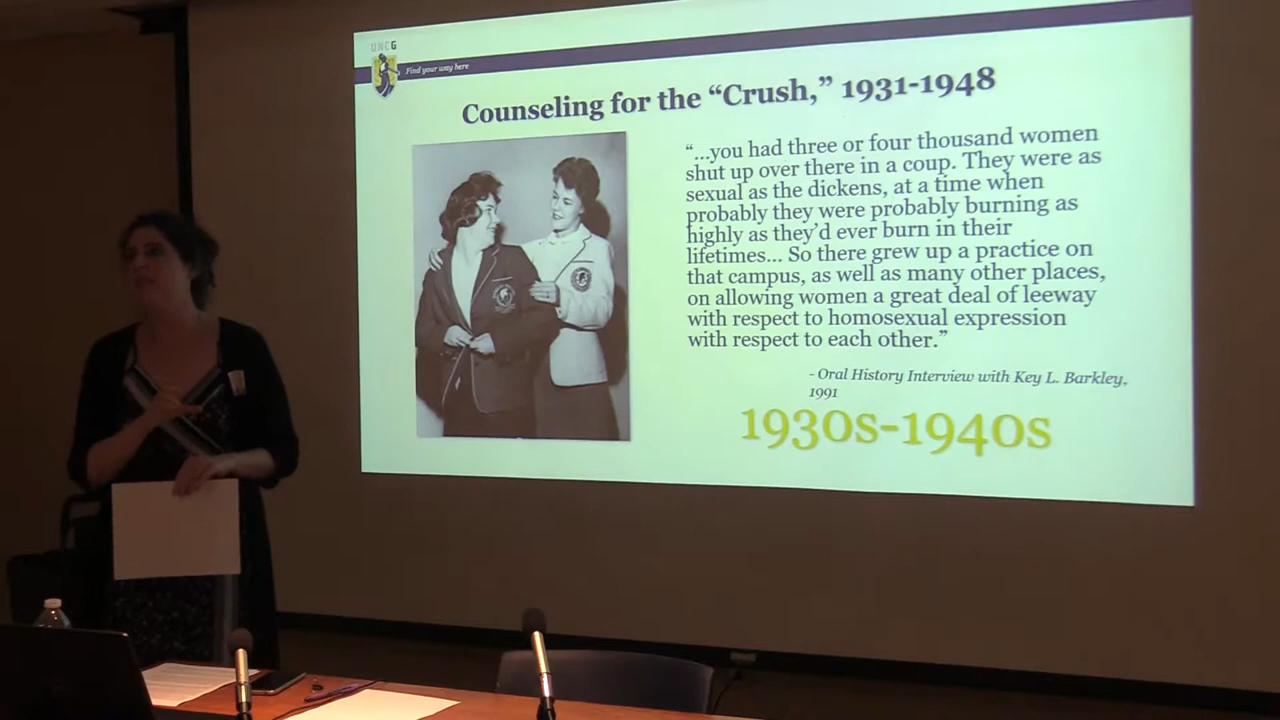 UNCG
Find your way here
Counseling for the “Crush,” 1931-1948
“...you had three or four thousand women
shut up over there in a coup. They were as
sexual as the dickens, at a time when
probably they were probably burning as
highly as they’d ever burn in their
lifetimes... So there grew up a practice on
that campus, as well as many other places,
on allowing women a great deal of leeway
with respect to homosexual expression
with respect to each other.”
- Oral History Interview with Key L. Barkley,
1991
1930s-1940s